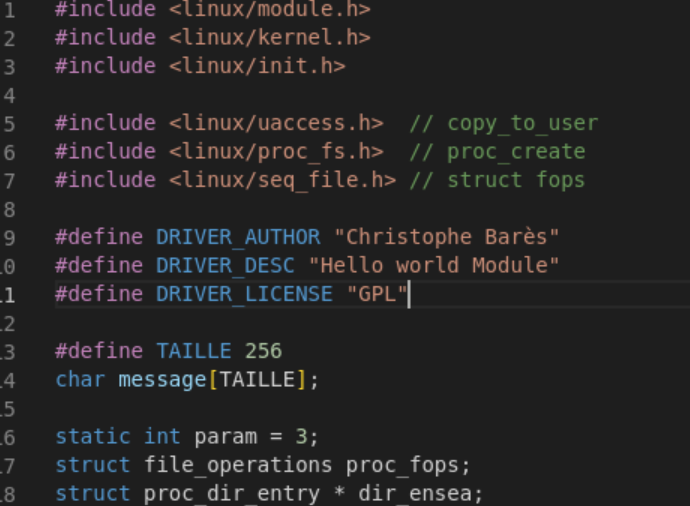 1 #include <linux/module.h>
2 #include <linux/kernel.h>
3 #include <linux/init.h>
4
5 #include <linux/uaccess.h>  // copy_to_user
6 #include <linux/proc_fs.h>  // proc_create
7 #include <linux/seq_file.h> // struct fops
8
9 #define DRIVER_AUTHOR "Christophe Barès"
10 #define DRIVER_DESC "Hello world Module"
11 #define DRIVER_LICENSE "GPL"
12
13 #define TAILLE 256
14 char message[TAILLE];
15
16 static int param = 3;
17 struct file_operations proc_fops;
18 struct proc_dir_entry * dir_ensea;